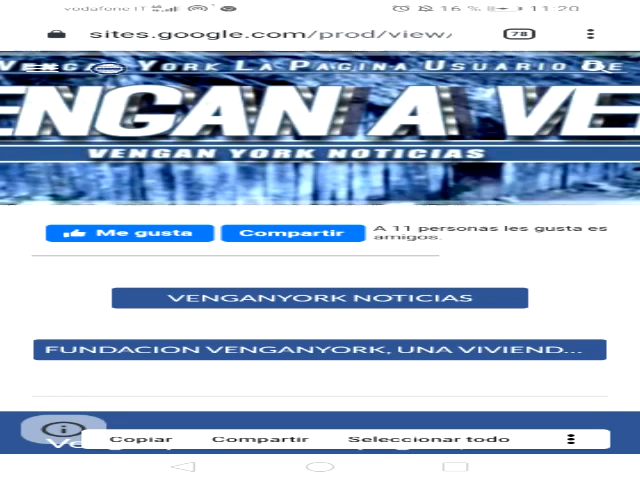 vodafone IT 16 % 11:20
sites.google.com/prod/view/ 78
York La Pagina Usuario De
ENGAN A VE
VENGAN YORK NOTICIAS
Me gusta Compartir A 11 personas les gusta es
amigos.
VENGANYORK NOTICIAS
FUNDACION VENGANYORK, UNA VIVIEND...
Copiar Compartir Seleccionar todo